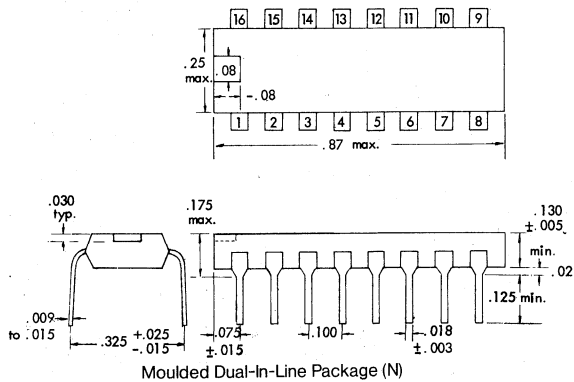 16 15 14 13 12 11 10 9
.25
max.
.08
-.08
1 2 3 4 5 6 7 8
.87 max.
.030
typ.
.175
max.
.130
±.005
min.
.02
.125 min.
.009
to .015
.325 +.025
-.015
.075
±.015
.100
.018
±.003
Moulded Dual-In-Line Package (N)